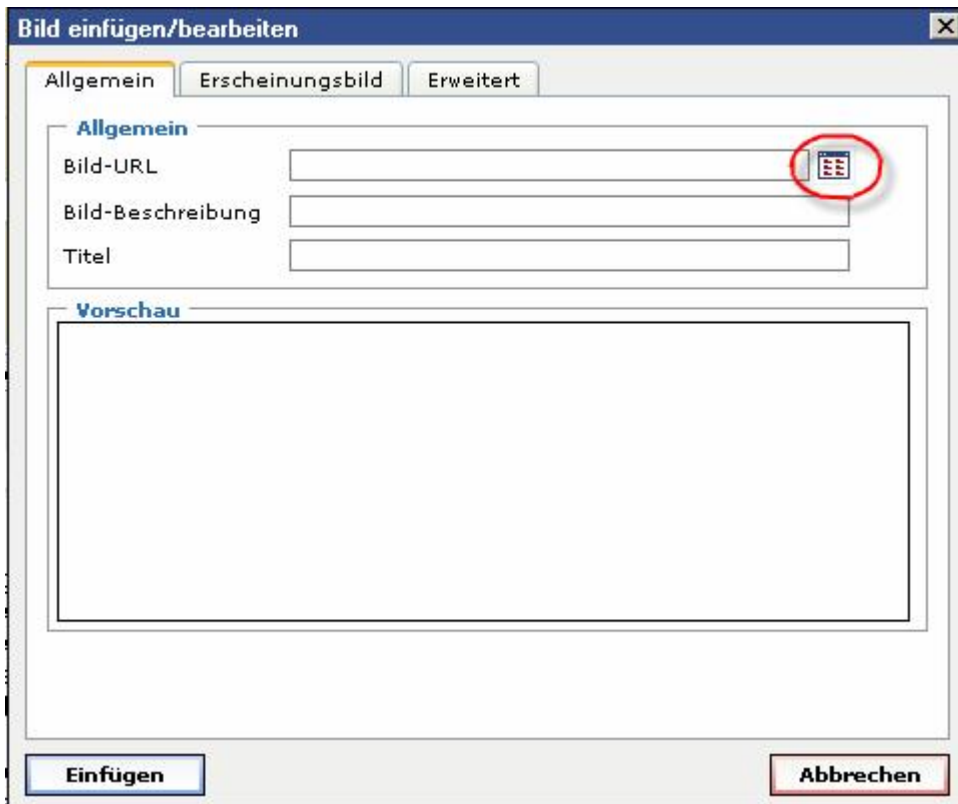 Bild einfügen/bearbeiten
Allgemein Erscheinungsbild Erweitert
Allgemein
Bild-URL
Bild-Beschreibung
Titel
Vorschau
Einfügen Abbrechen